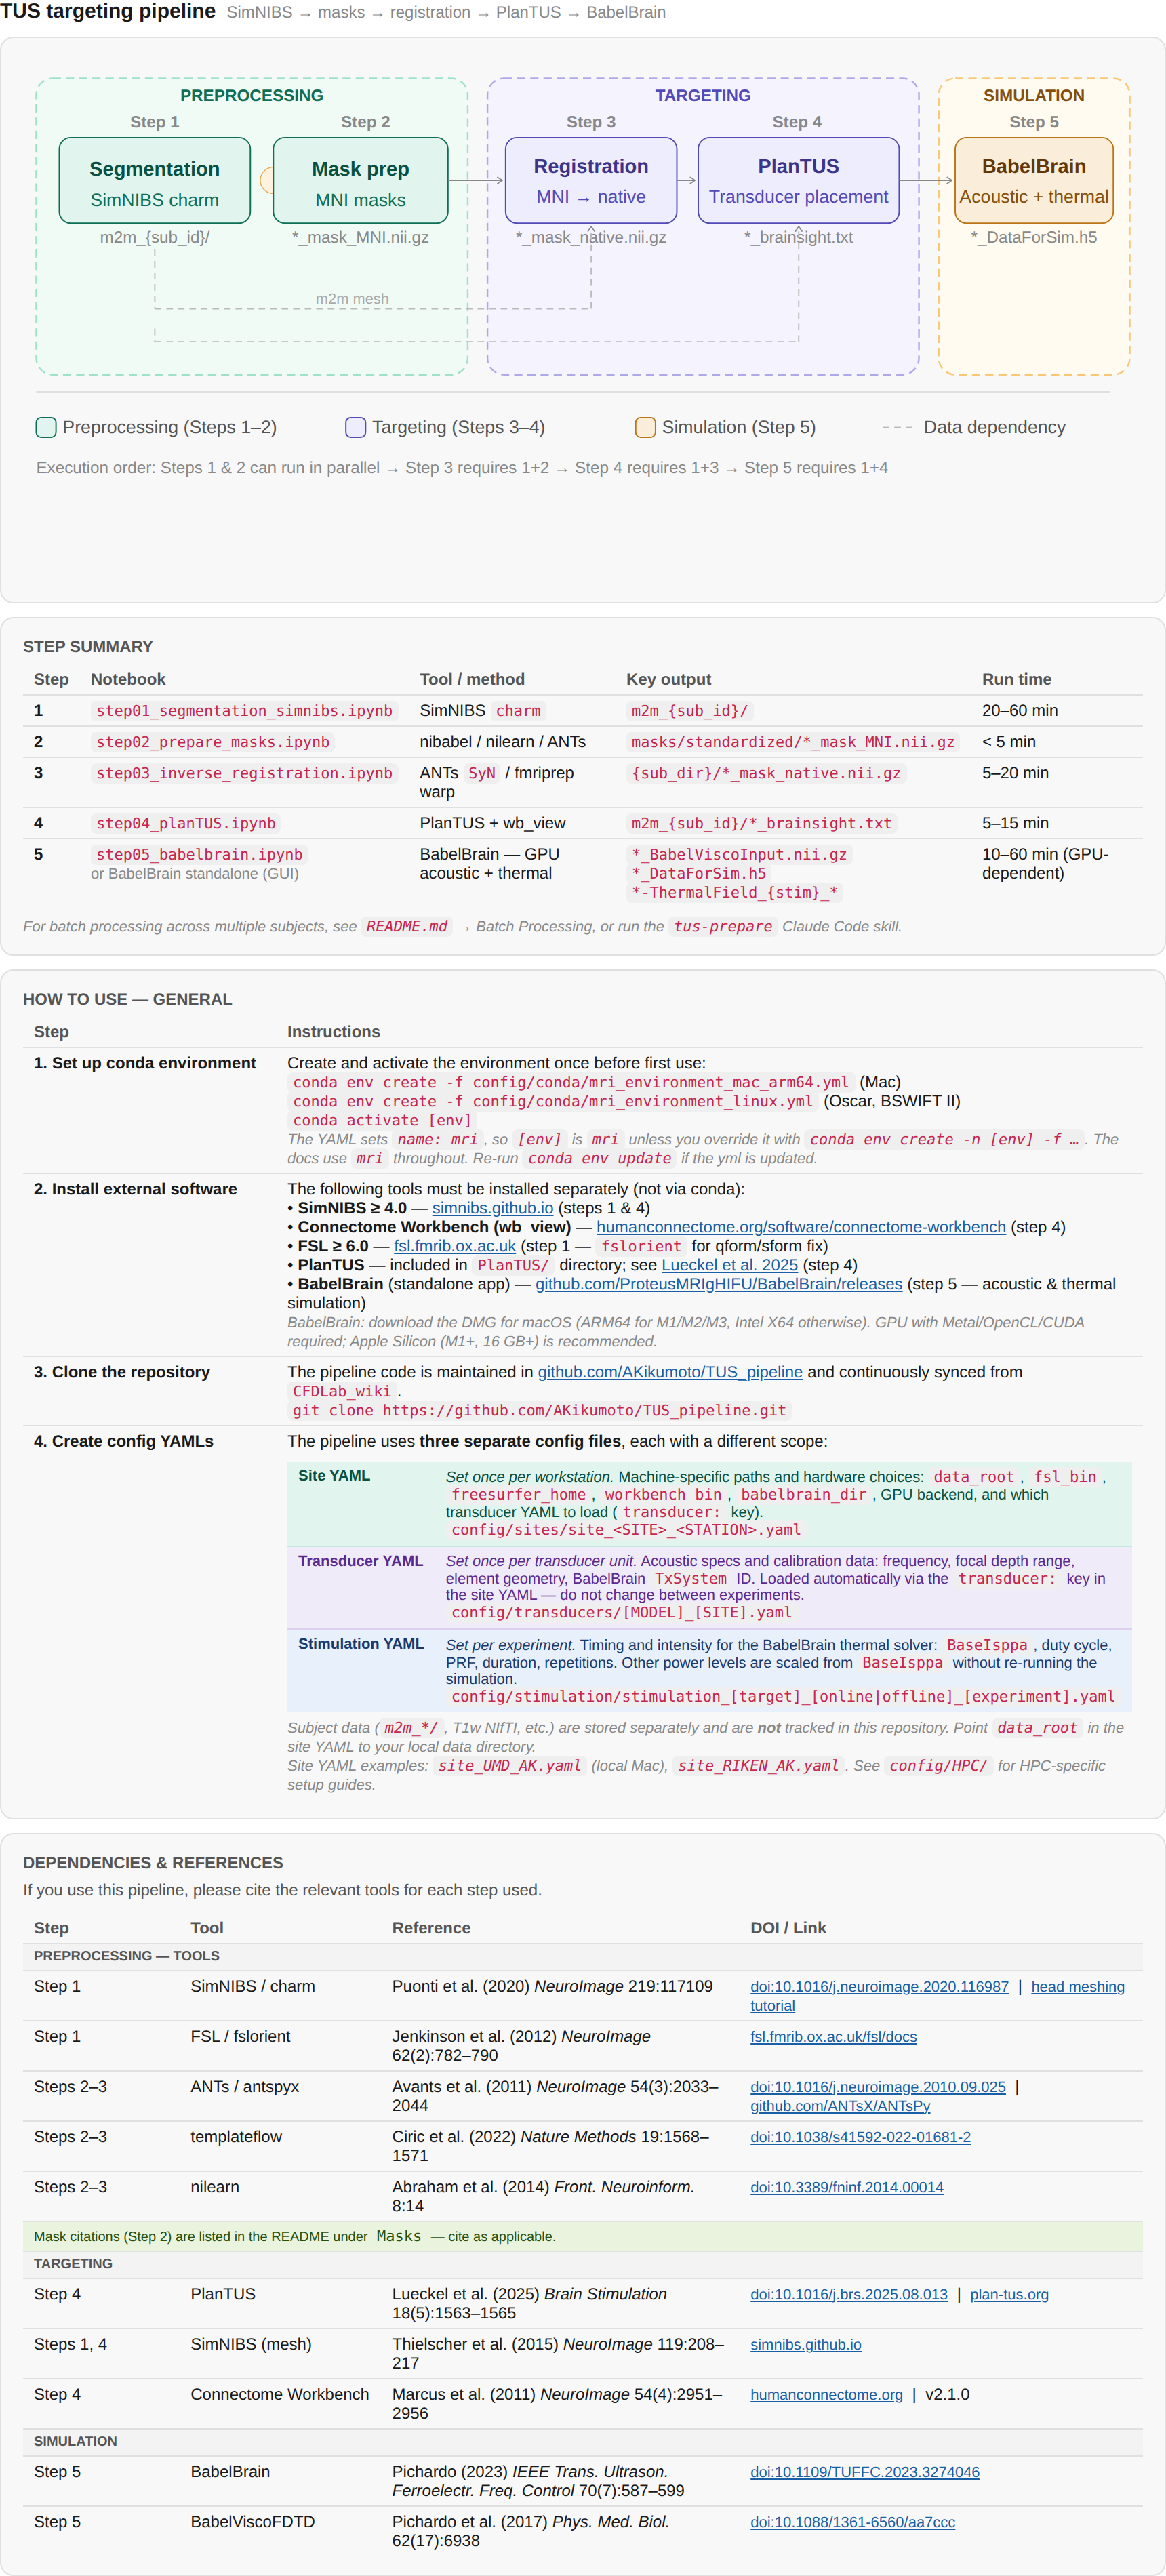 TUS targeting pipeline SimNIBS → masks → registration → PlanTUS → BabelBrain
PREPROCESSING
TARGETING
SIMULATION
Step 1
Step 2
Step 3
Step 4
Step 5
Segmentation
SimNIBS charm
Mask prep
MNI masks
Registration
MNI → native
PlanTUS
Transducer placement
BabelBrain
Acoustic + thermal
m2m_{sub_id}/
*_mask_MNI.nii.gz
*_mask_native.nii.gz
*_brainsight.txt
*_DataForSim.h5
m2m mesh
Preprocessing (Steps 1–2)
Targeting (Steps 3–4)
Simulation (Step 5)
Data dependency
Execution order: Steps 1 & 2 can run in parallel → Step 3 requires 1+2 → Step 4 requires 1+3 → Step 5 requires 1+4
STEP SUMMARY
Step Notebook Tool / method Key output Run time
1 step01_segmentation_simnibs.ipynb SimNIBS charm m2m_{sub_id}/ 20–60 min
2 step02_prepare_masks.ipynb nibabel / nilearn / ANTs masks/standardized/*_mask_MNI.nii.gz < 5 min
3 step03_inverse_registration.ipynb ANTs SyN / fmriprep {sub_dir}/*_mask_native.nii.gz 5–20 min
warp
4 step04_planTUS.ipynb PlanTUS + wb_view m2m_{sub_id}/*_brainsight.txt 5–15 min
5 step05_babelbrain.ipynb BabelBrain — GPU *_BabelViscoInput.nii.gz 10–60 min (GPU-
or BabelBrain standalone (GUI) acoustic + thermal *_DataForSim.h5 dependent)
*-ThermalField_{stim}_*
For batch processing across multiple subjects, see README.md → Batch Processing, or run the tus-prepare Claude Code skill.
HOW TO USE — GENERAL
Step Instructions
1. Set up conda environment Create and activate the environment once before first use:
conda env create -f config/conda/mri_environment_mac_arm64.yml (Mac)
conda env create -f config/conda/mri_environment_linux.yml (Oscar, BSWIFT II)
conda activate [env]
The YAML sets name: mri, so [env] is mri unless you override it with conda env create -n [env] -f … . The
docs use mri throughout. Re-run conda env update if the yml is updated.
2. Install external software The following tools must be installed separately (not via conda):
• SimNIBS ≥ 4.0 — simnibs.github.io (steps 1 & 4)
• Connectome Workbench (wb_view) — humanconnectome.org/software/connectome-workbench (step 4)
• FSL ≥ 6.0 — fsl.fmrib.ox.ac.uk (step 1 — fslorient for qform/sform fix)
• PlanTUS — included in PlanTUS/ directory; see Lueckel et al. 2025 (step 4)
• BabelBrain (standalone app) — github.com/ProteusMRIgHIFU/BabelBrain/releases (step 5 — acoustic & thermal
simulation)
BabelBrain: download the DMG for macOS (ARM64 for M1/M2/M3, Intel X64 otherwise). GPU with Metal/OpenCL/CUDA
required; Apple Silicon (M1+, 16 GB+) is recommended.
3. Clone the repository The pipeline code is maintained in github.com/AKikumoto/TUS_pipeline and continuously synced from
CFDLab_wiki .
git clone https://github.com/AKikumoto/TUS_pipeline.git
4. Create config YAMLs The pipeline uses three separate config files, each with a different scope:
Site YAML Set once per workstation. Machine-specific paths and hardware choices: data_root , fsl_bin ,
freesurfer_home , workbench_bin , babelbrain_dir , GPU backend, and which
transducer YAML to load ( transducer: key).
config/sites/site_<SITE>_<STATION>.yaml
Transducer YAML Set once per transducer unit. Acoustic specs and calibration data: frequency, focal depth range,
element geometry, BabelBrain TxSystem ID. Loaded automatically via the transducer: key in
the site YAML — do not change between experiments.
config/transducers/[MODEL]_[SITE].yaml
Stimulation YAML Set per experiment. Timing and intensity for the BabelBrain thermal solver: BaseIsppa , duty cycle,
PRF, duration, repetitions. Other power levels are scaled from BaseIsppa without re-running the
simulation.
config/stimulation/stimulation_[target]_[online|offline]_[experiment].yaml
Subject data ( m2m_*/ , T1w NIfTI, etc.) are stored separately and are not tracked in this repository. Point data_root in the
site YAML to your local data directory.
Site YAML examples: site_UMD_AK.yaml (local Mac), site_RIKEN_AK.yaml . See config/HPC/ for HPC-specific
setup guides.
DEPENDENCIES & REFERENCES
If you use this pipeline, please cite the relevant tools for each step used.
Step Tool Reference DOI / Link
PREPROCESSING — TOOLS
Step 1 SimNIBS / charm Puonti et al. (2020) NeuroImage 219:117109 doi:10.1016/j.neuroimage.2020.116987 | head meshing
tutorial
Step 1 FSL / fslorient Jenkinson et al. (2012) NeuroImage fsl.fmrib.ox.ac.uk/fsl/docs
62(2):782–790
Steps 2–3 ANTs / antspyx Avants et al. (2011) NeuroImage 54(3):2033– doi:10.1016/j.neuroimage.2010.09.025 |
2044 github.com/ANTsX/ANTsPy
Steps 2–3 templateflow Ciric et al. (2022) Nature Methods 19:1568– doi:10.1038/s41592-022-01681-2
1571
Steps 2–3 nilearn Abraham et al. (2014) Front. Neuroinform. doi:10.3389/fninf.2014.00014
8:14
Mask citations (Step 2) are listed in the README under Masks — cite as applicable.
TARGETING
Step 4 PlanTUS Lueckel et al. (2025) Brain Stimulation doi:10.1016/j.brs.2025.08.013 | plan-tus.org
18(5):1563–1565
Steps 1, 4 SimNIBS (mesh) Thielscher et al. (2015) NeuroImage 119:208– simnibs.github.io
217
Step 4 Connectome Workbench Marcus et al. (2011) NeuroImage 54(4):2951– humanconnectome.org | v2.1.0
2956
SIMULATION
Step 5 BabelBrain Pichardo (2023) IEEE Trans. Ultrason. doi:10.1109/TUFFC.2023.3274046
Ferroelectr. Freq. Control 70(7):587–599
Step 5 BabelViscoFDTD Pichardo et al. (2017) Phys. Med. Biol. doi:10.1088/1361-6560/aa7ccc
62(17):6938